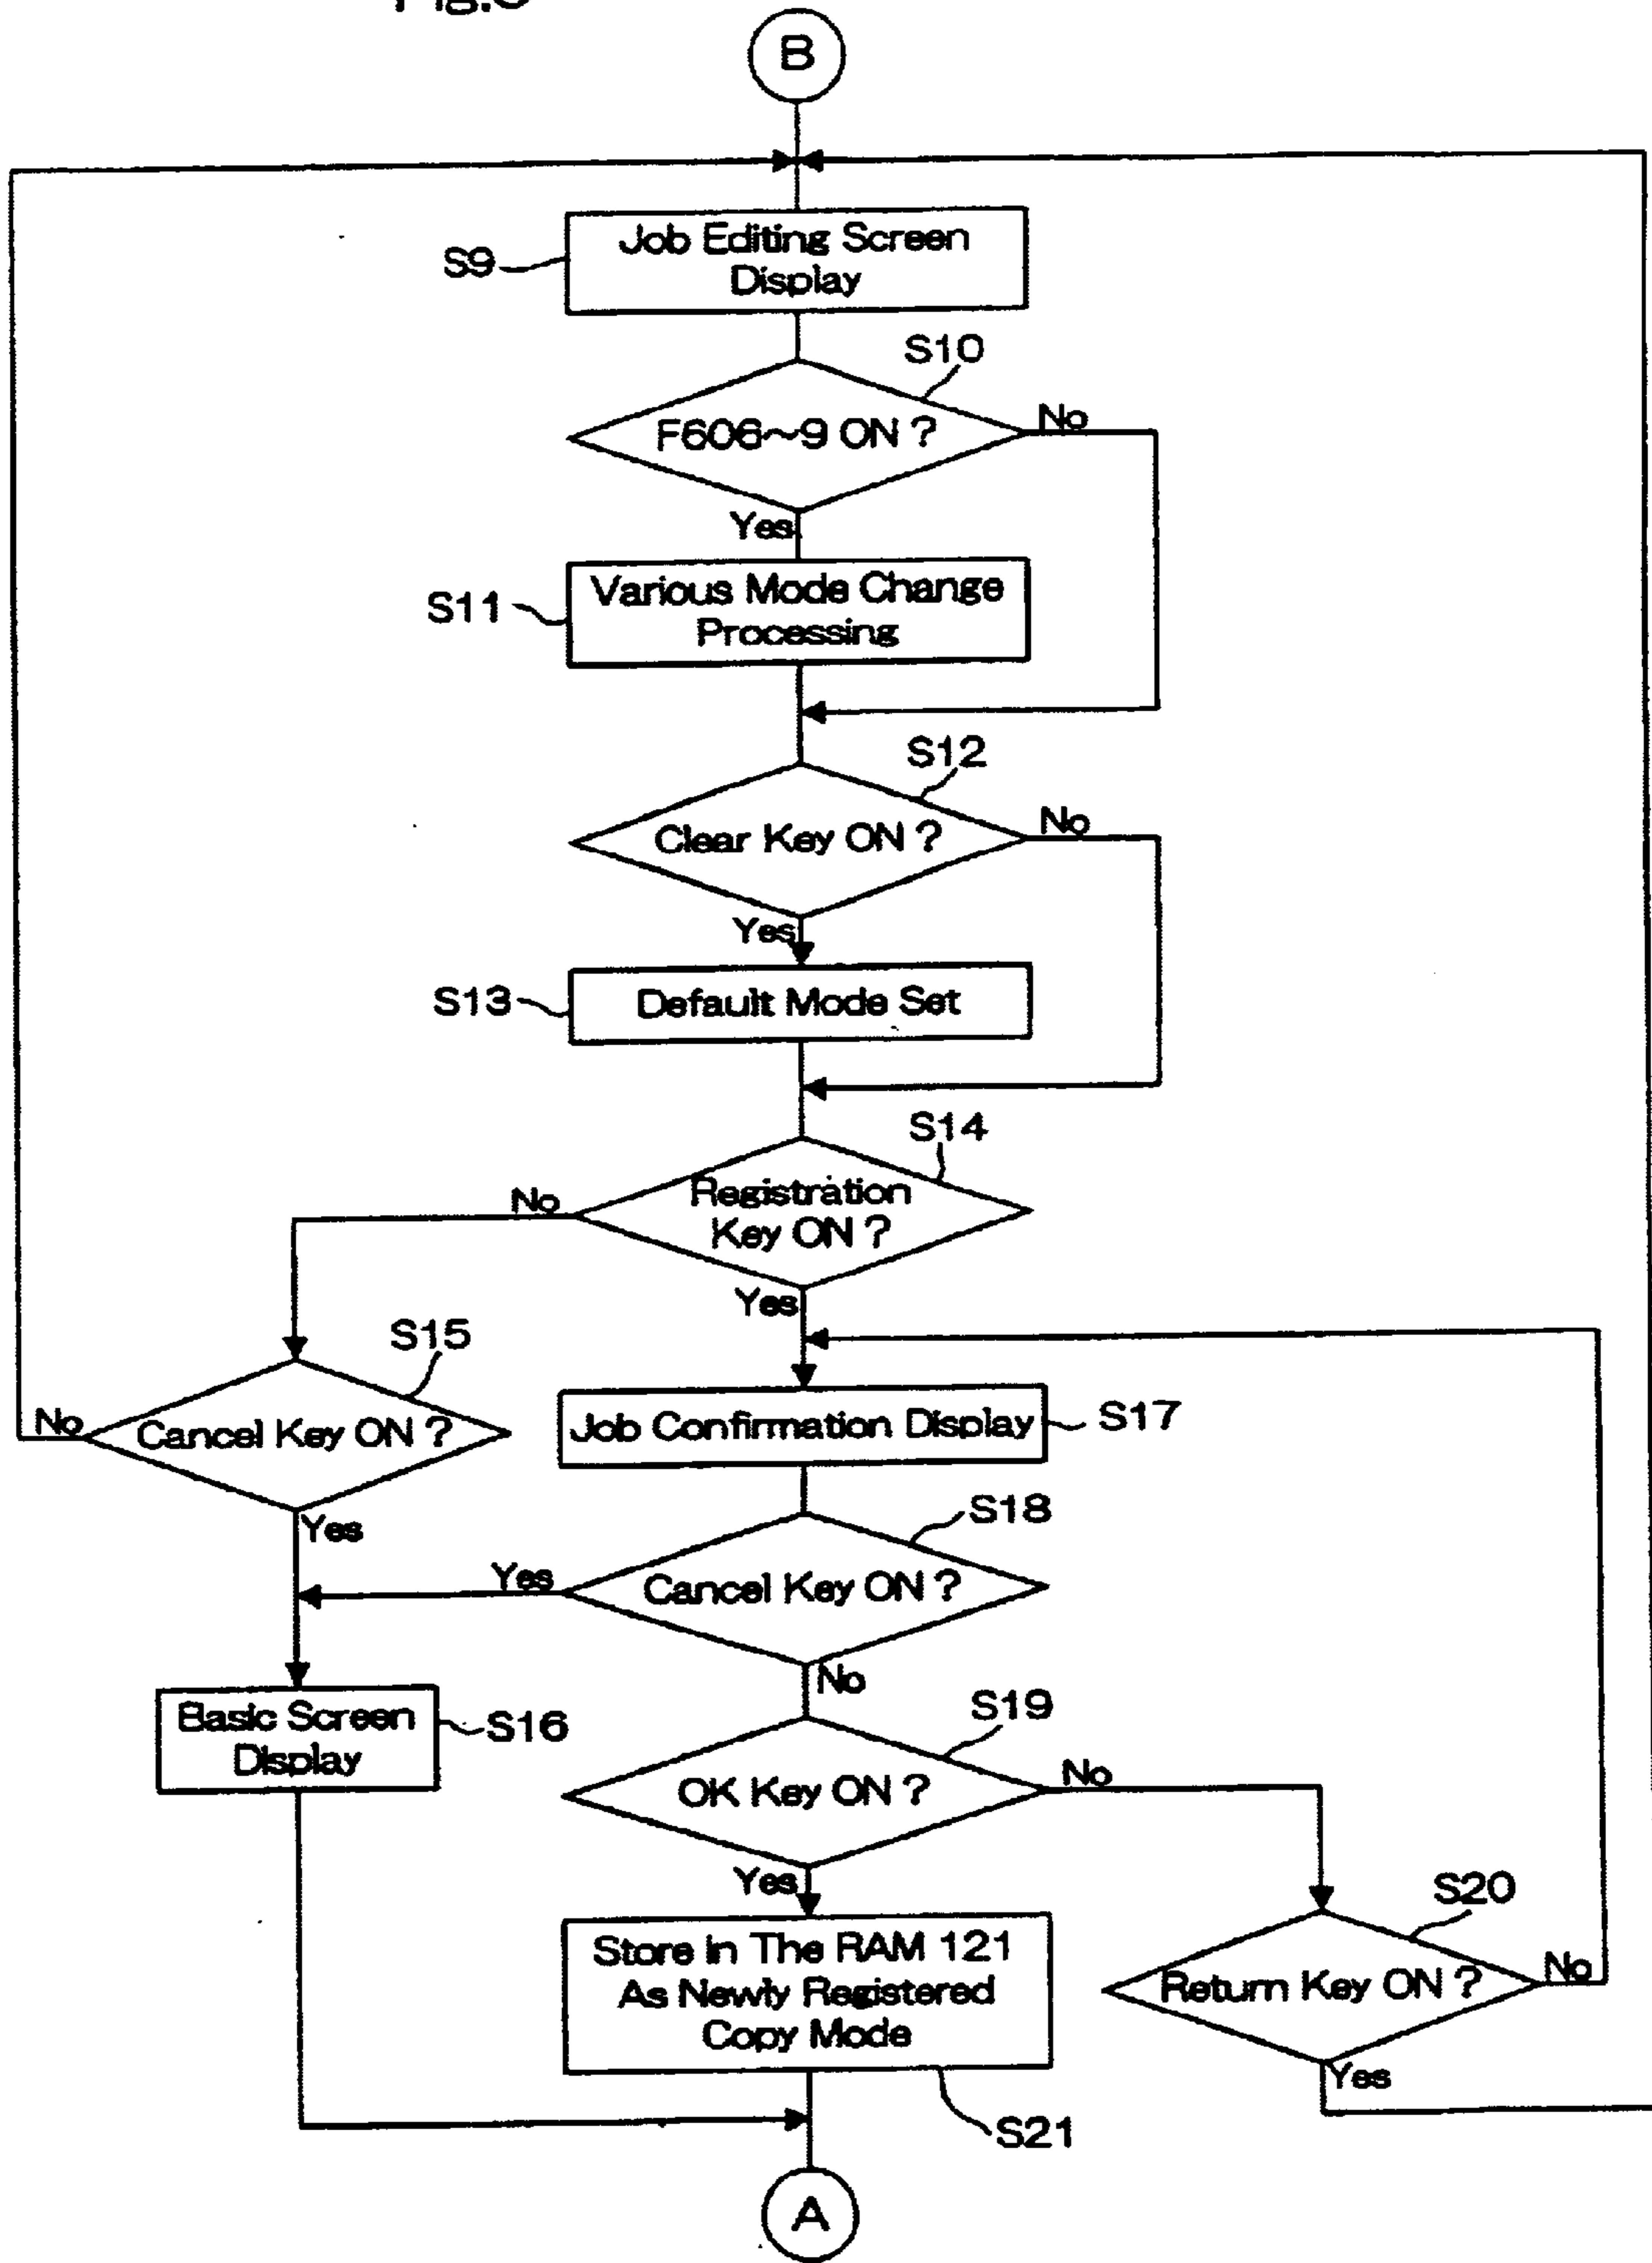 B
Job Editing Screen
Display
S9
S10
F606~9 ON ?
No
Yes
Various Mode Change
Processing
S11
S12
Clear Key ON ?
No
Yes
S13
Default Mode Set
S14
Registration
Key ON ?
No
Yes
S15
Cancel Key ON ?
No
Yes
Job Confirmation Display
S17
S18
Cancel Key ON ?
Yes
No
Basic Screen
Display
S16
S19
OK Key ON ?
No
Yes
S20
Return Key ON ?
No
Yes
Store in The RAM 121
As Newly Registered
Copy Mode
S21
A